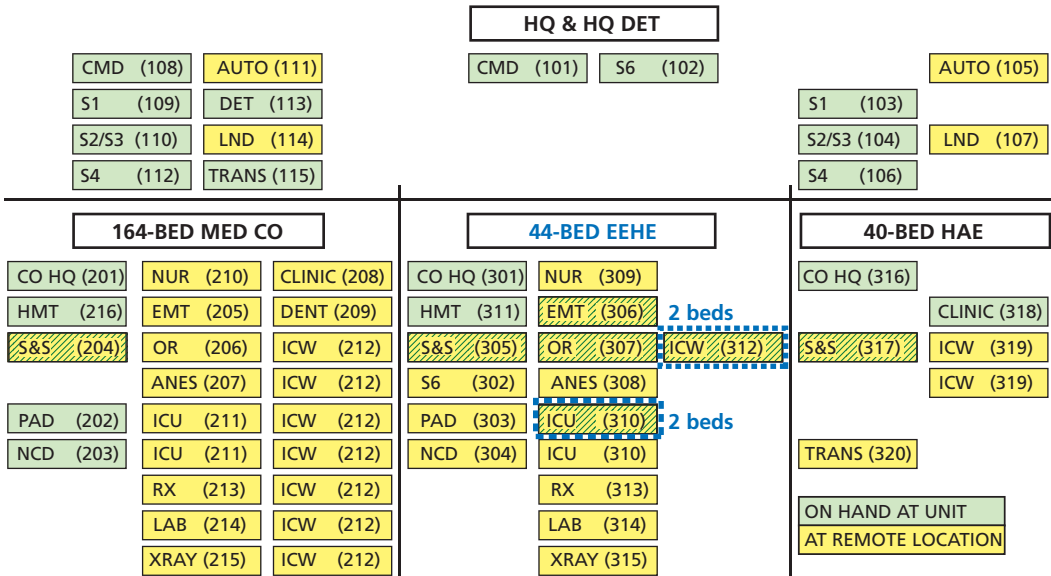 HQ & HQ DET
CMD (108) AUTO (111) CMD (101) S6 (102) AUTO (105)
S1 (109) DET (113) S1 (103)
S2/S3 (110) LND (114) S2/S3 (104) LND (107)
S4 (112) TRANS (115) S4 (106)
164-BED MED CO 44-BED EEHE 40-BED HAE
CO HQ (201) NUR (210) CLINIC (208) CO HQ (301) NUR (309) CO HQ (316)
HMT (216) EMT (205) DENT (209) HMT (311) EMT (306) 2 beds CLINIC (318)
S&S (204) OR (206) ICW (212) S&S (305) OR (307) ICW (312) S&S (317) ICW (319)
ANES (207) ICW (212) S6 (302) ANES (308) ICW (319)
PAD (202) ICU (211) ICW (212) PAD (303) ICU (310) 2 beds
NCD (203) ICU (211) ICW (212) NCD (304) ICU (310) TRANS (320)
RX (213) ICW (212) RX (313)
ON HAND AT UNIT
LAB (214) ICW (212) LAB (314)
AT REMOTE LOCATION
XRAY (215) ICW (212) XRAY (315)